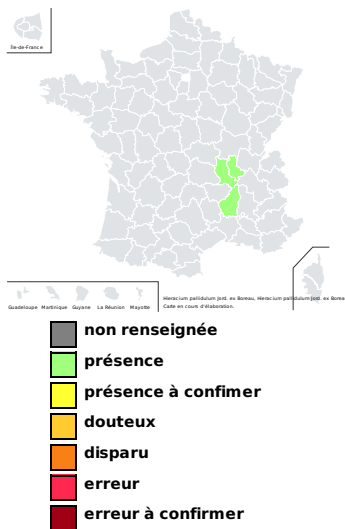 Île-de-France
Guadeloupe Martinique Guyane La Réunion Mayotte
Hieracium pallidulum Jord. ex Boreau, Hieracium pallidulum Jord. ex Borea
Carte en cours d'élaboration.
non renseignée
présence
présence à confimer
douteux
disparu
erreur
erreur à confirmer